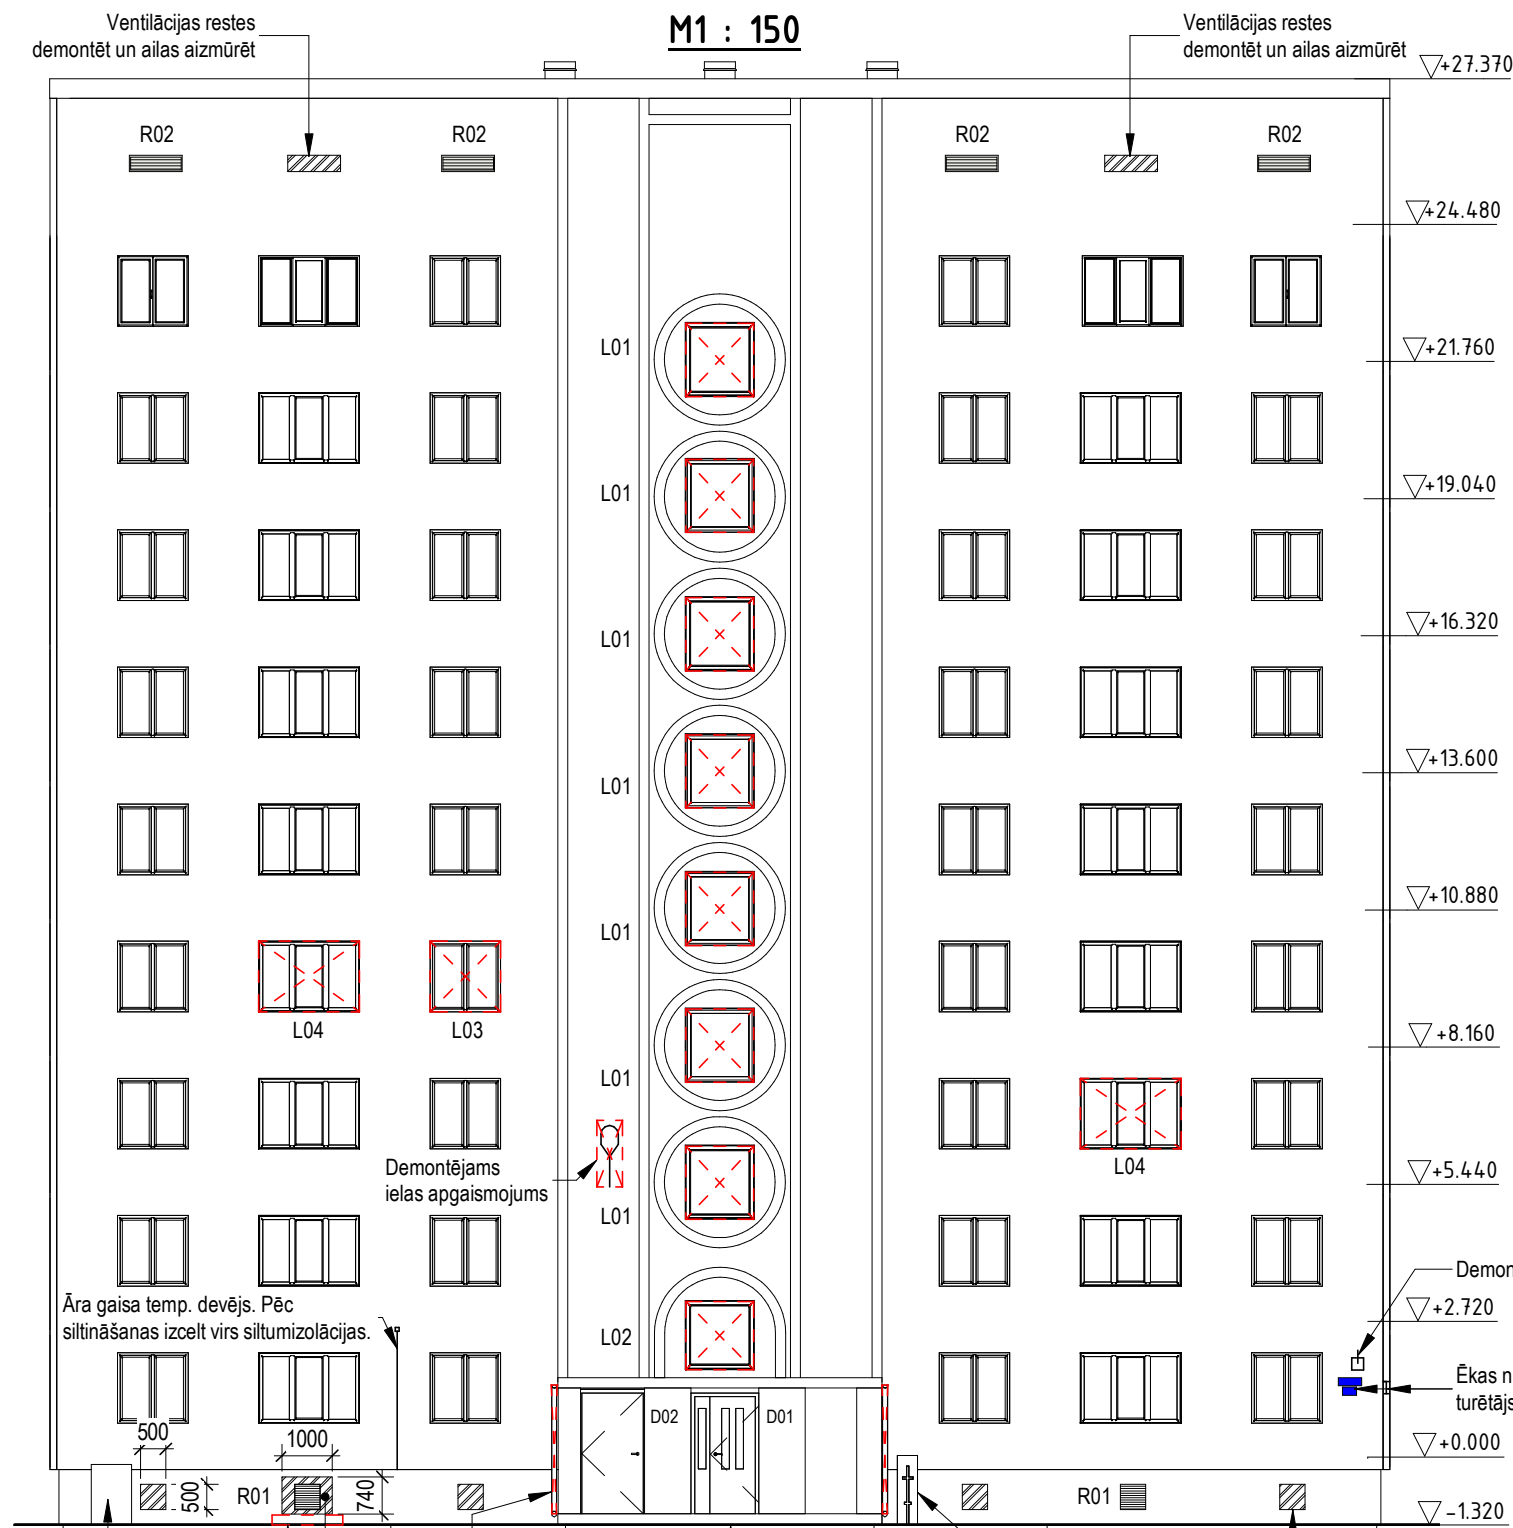 M1 : 150
Ventilācijas restes
demontēt un ailas aizmūrēt
Ventilācijas restes
demontēt un ailas aizmūrēt
+27.370
R02
R02
R02
R02
+24.480
L01
+21.760
L01
+19.040
L01
+16.320
L01
+13.600
L01
+10.880
L04
L03
L01
+8.160
Demontējams
ielas apgaismojums
L04
+5.440
L01
Āra gaisa temp. devējs. Pēc
siltināšanas izcelt virs siltumizolācijas.
L02
Demon
+2.720
Ēkas n
turētājs
D02
D01
500
1000
+0.000
500
R01
740
R01
-1.320